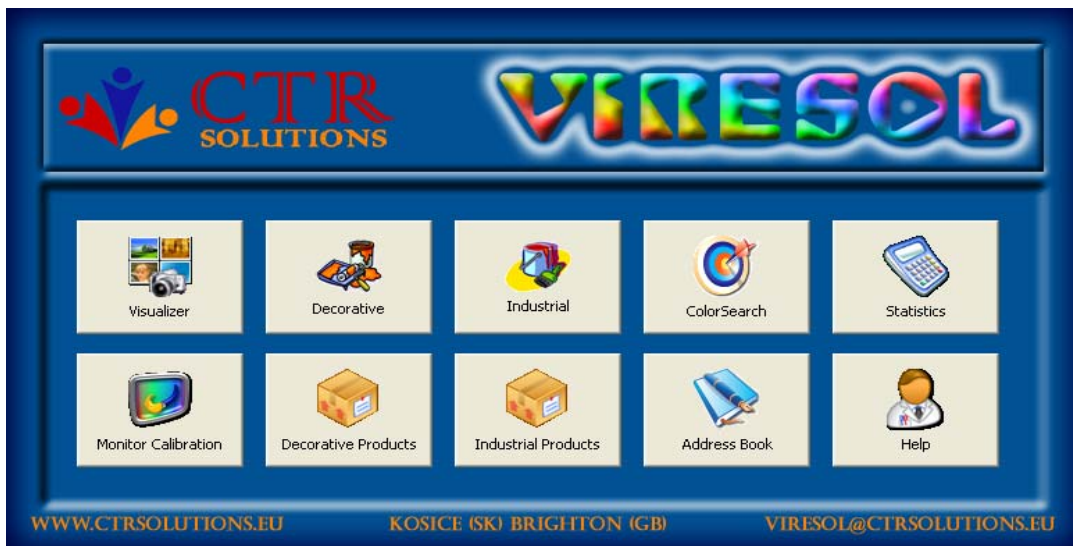 CTR
SOLUTIONS
VIRESOL
Visualizer
Decorative
Industrial
ColorSearch
Statistics
Monitor Calibration
Decorative Products
Industrial Products
Address Book
Help
WWW.CTRSOLUTIONS.EU
KOSICE (SK) BRIGHTON (GB)
VIRESOL@CTRSOLUTIONS.EU